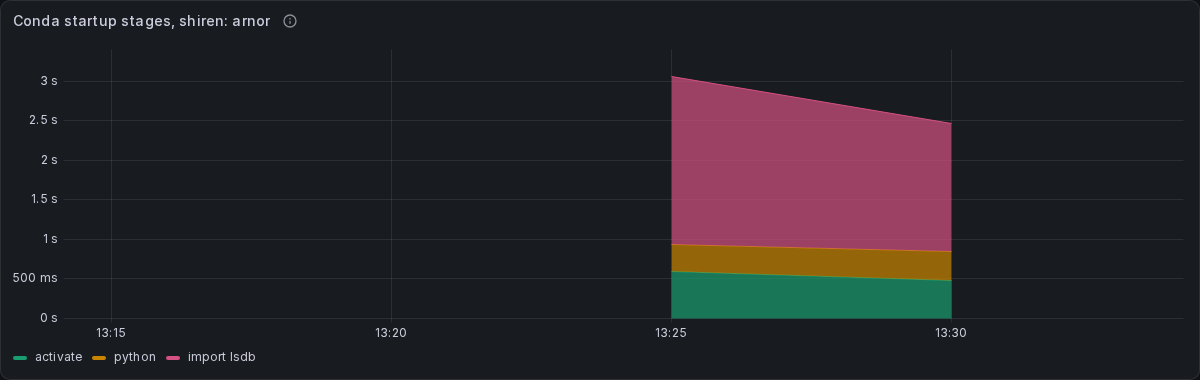 Conda startup stages, shiren: arnor
3 s
2.5 s
2 s
1.5 s
1 s
500 ms
0 s
13:15 13:20 13:25 13:30
activate python import lsdb